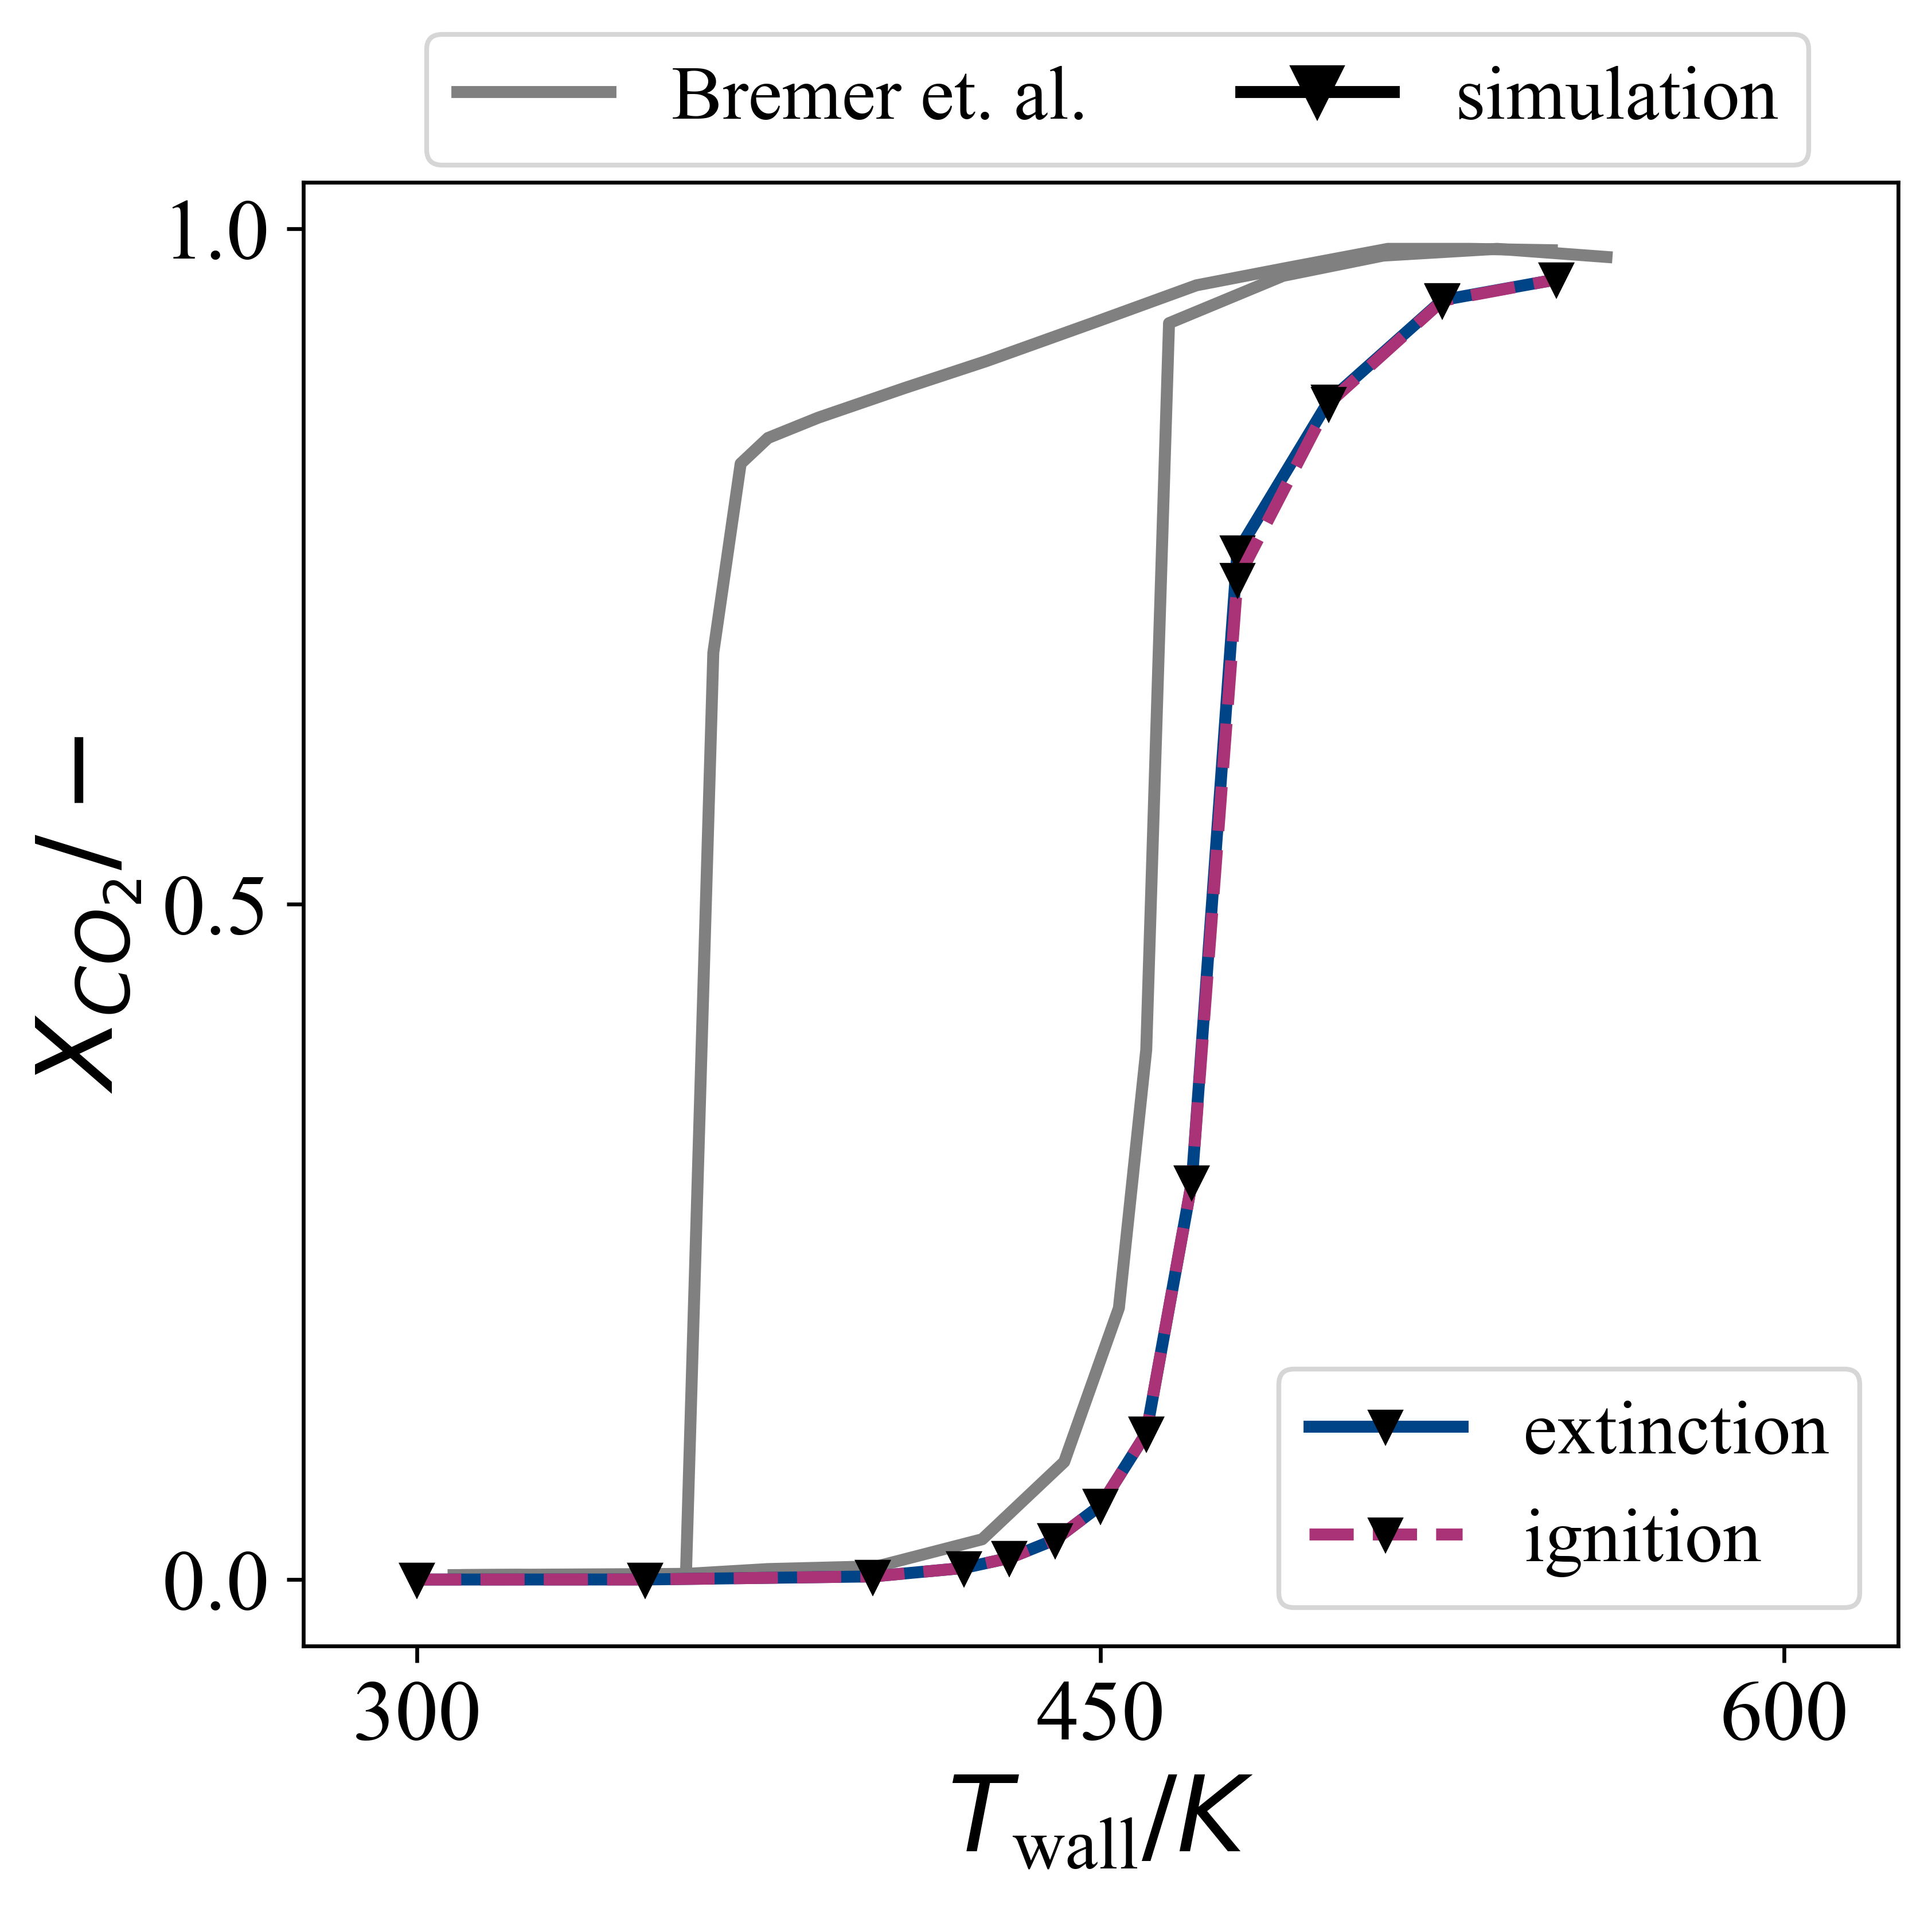 Bremer et. al. simulation
1.0
0.5
0.0
X_{CO_2}/ −
extinction
ignition
300 450 600
T_{wall}/K